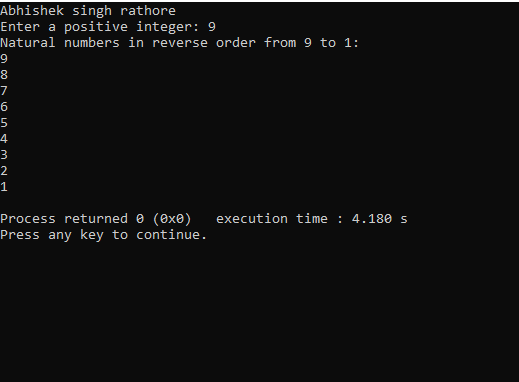 Abhishek singh rathore
Enter a positive integer: 9
Natural numbers in reverse order from 9 to 1:
9
8
7
6
5
4
3
2
1
Process returned 0 (0x0)   execution time : 4.180 s
Press any key to continue.